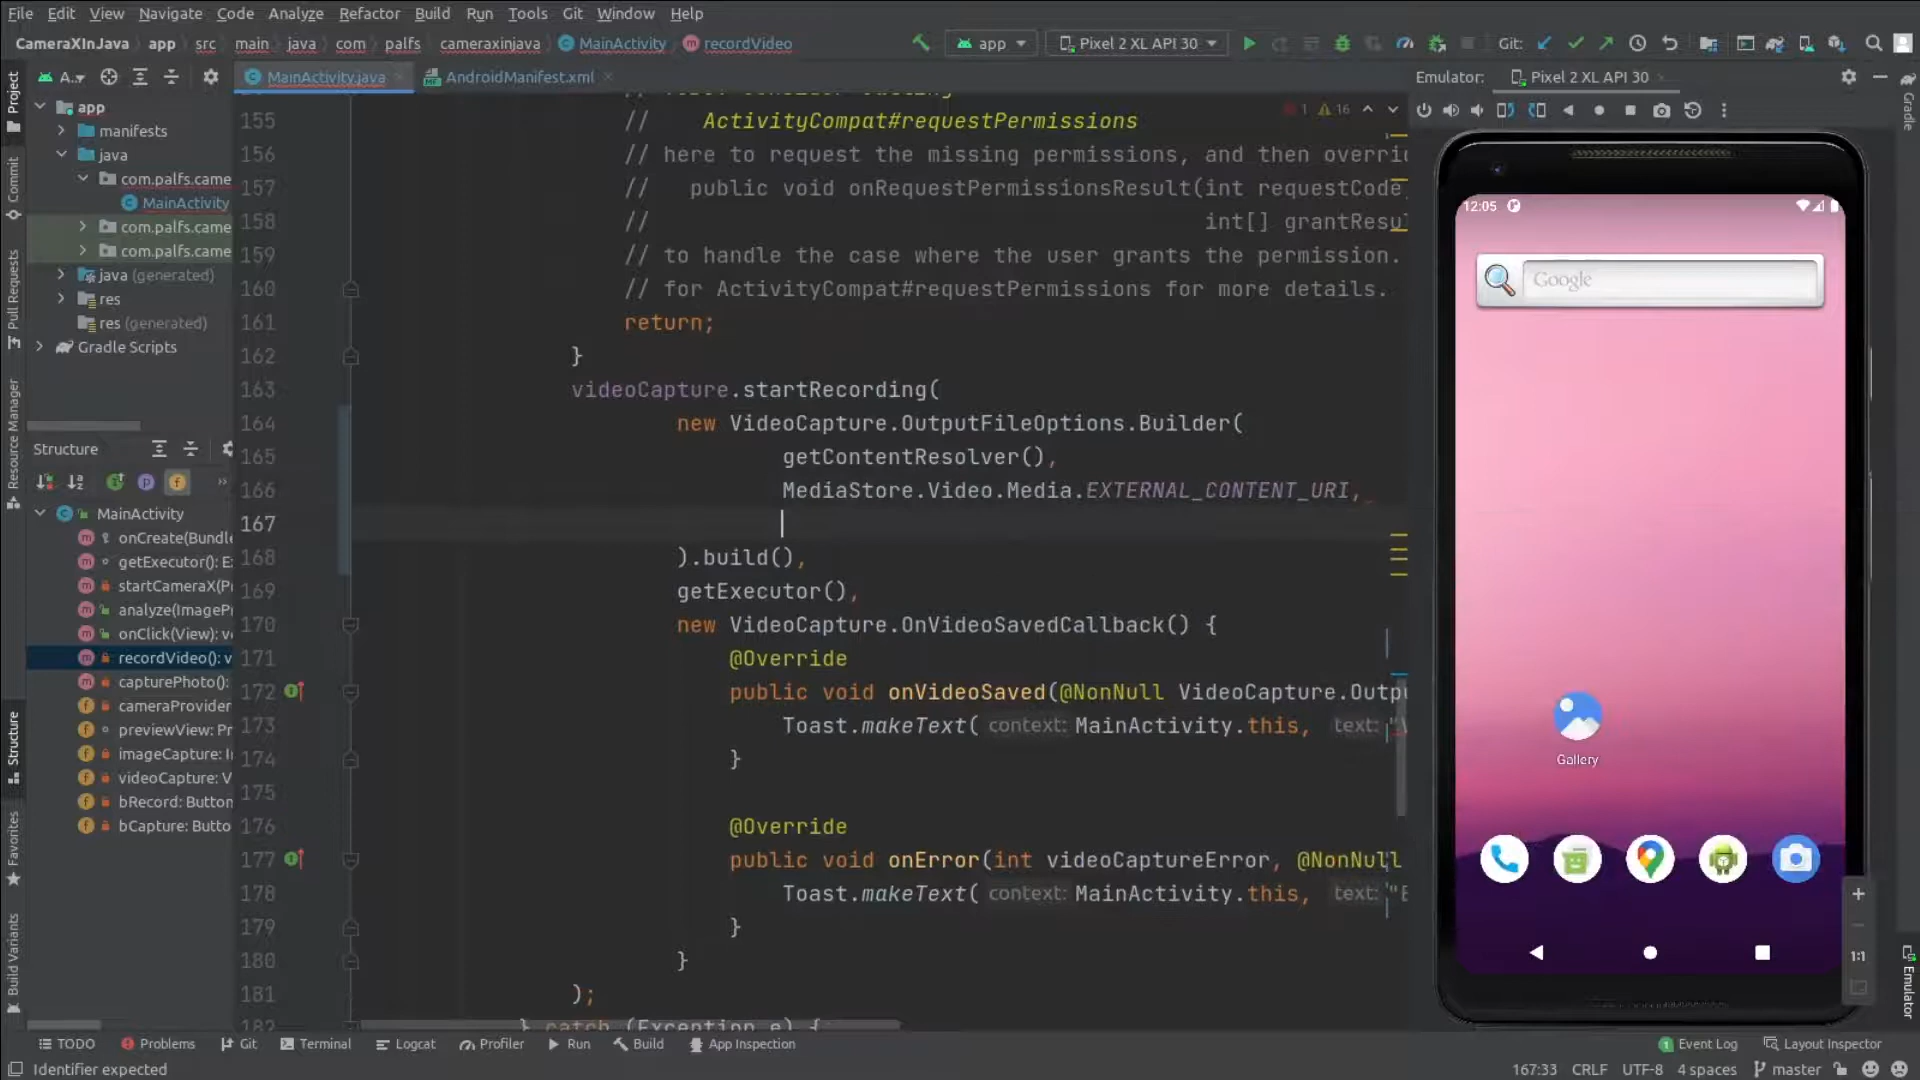 File Edit View Navigate Code Analyze Refactor Build Run Tools Git Window Help
CameraXInJava app src main java com palfs cameraxinjava MainActivity recordVideo app Pixel 2 XL API 30 Git:
A.. MainActivity.java AndroidManifest.xml Emulator: Pixel 2 XL API 30
Project
Commit
Pull Requests
Resource Manager
Structure
Favorites
Build Variants
app
manifests
java
com.palfs.came
MainActivity
com.palfs.came
com.palfs.came
java (generated)
res
res (generated)
Gradle Scripts
Structure
MainActivity
onCreate(Bundle
getExecutor(): E
startCameraX(P
analyze(ImageP
onClick(View): v
recordVideo(): v
capturePhoto():
cameraProvider
previewView: Pr
imageCapture: I
videoCapture: V
bRecord: Button
bCapture: Butto
1 16
155 // ActivityCompat#requestPermissions
156 // here to request the missing permissions, and then overri
157 // public void onRequestPermissionsResult(int requestCode,
158 // int[] grantResu
159 // to handle the case where the user grants the permission.
160 // for ActivityCompat#requestPermissions for more details.
161 return;
162 }
163 videoCapture.startRecording(
164 new VideoCapture.OutputFileOptions.Builder(
165 getContentResolver(),
166 MediaStore.Video.Media.EXTERNAL_CONTENT_URI,
167
168 ).build(),
169 getExecutor(),
170 new VideoCapture.OnVideoSavedCallback() {
171 @Override
172 public void onVideoSaved(@NonNull VideoCapture.Outpu
173 Toast.makeText( context: MainActivity.this, text: "V
174 }
175
176 @Override
177 public void onError(int videoCaptureError, @NonNull
178 Toast.makeText( context: MainActivity.this, text: "E
179 }
180 }
181 );
182 } catch (Exception e) {
12:05
Google
Gallery
1:1
Gradle
Emulator
TODO Problems Git Terminal Logcat Profiler Run Build App Inspection 1 Event Log Layout Inspector
Identifier expected 167:33 CRLF UTF-8 4 spaces master